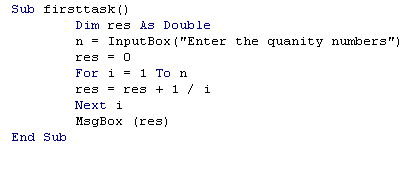 Sub firsttask()
Dim res As Double
n = InputBox("Enter the quanity numbers")
res = 0
For i = 1 To n
res = res + 1 / i
Next i
MsgBox (res)
End Sub